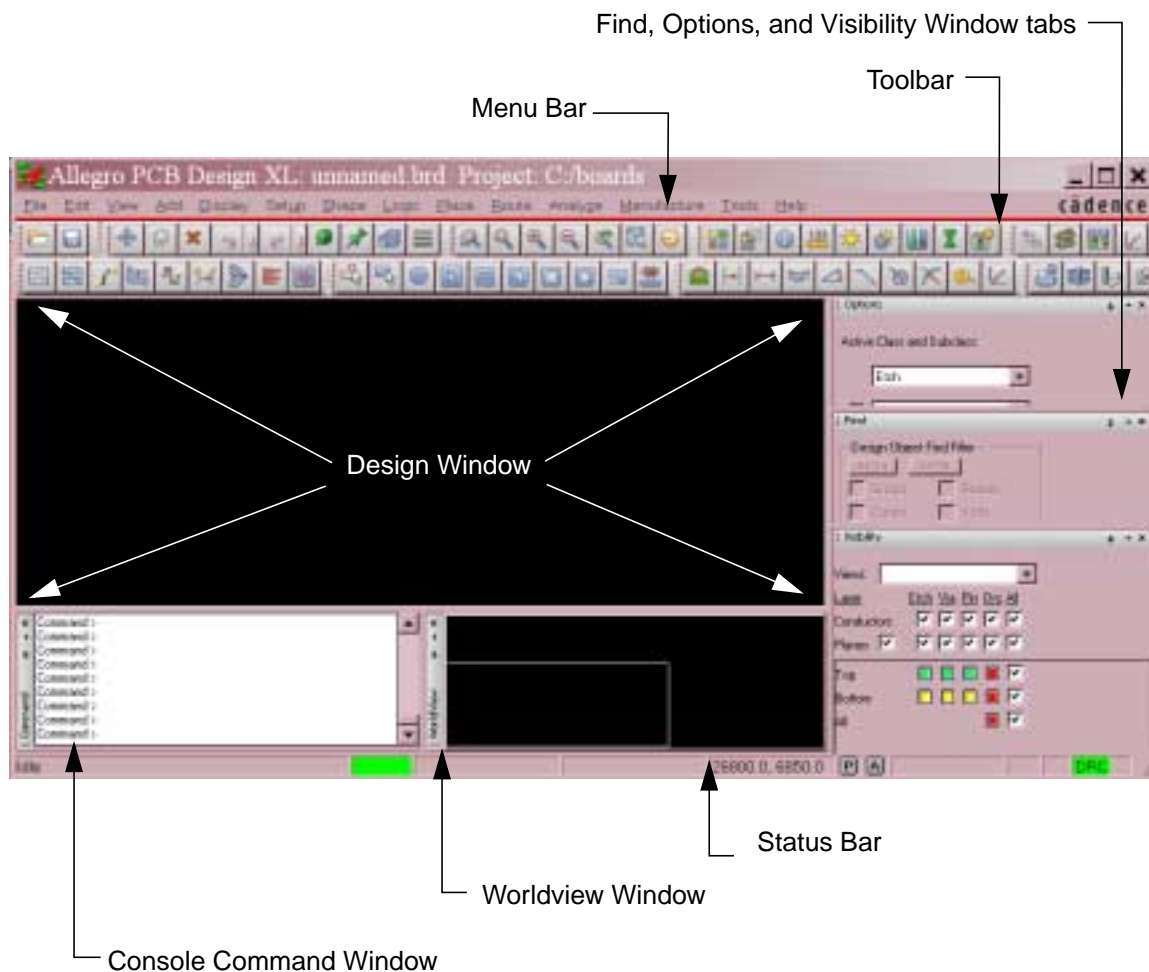 Find, Options, and Visibility Window tabs
Toolbar
Menu Bar
Allegro PCB Design XL: unnamed.brd Project: C:/boards
File Edit View Add Display Setup Shape Logic Place Route Analyze Manufacture Tools Help
cadence
Options
Active Class and Subclass:
Etch
Find
Design Object Find Filter
Design Window
Visibility
Views:
Layer Etch Via Pin Drc All
Conductors
Planes
Top
Bottom
All
Command >
Command >
Command >
Command >
Command >
Command >
Command >
Command >
Command >
Command
WorldView
Idle
26800.0, 6850.0
P
A
DRC
Status Bar
Worldview Window
Console Command Window